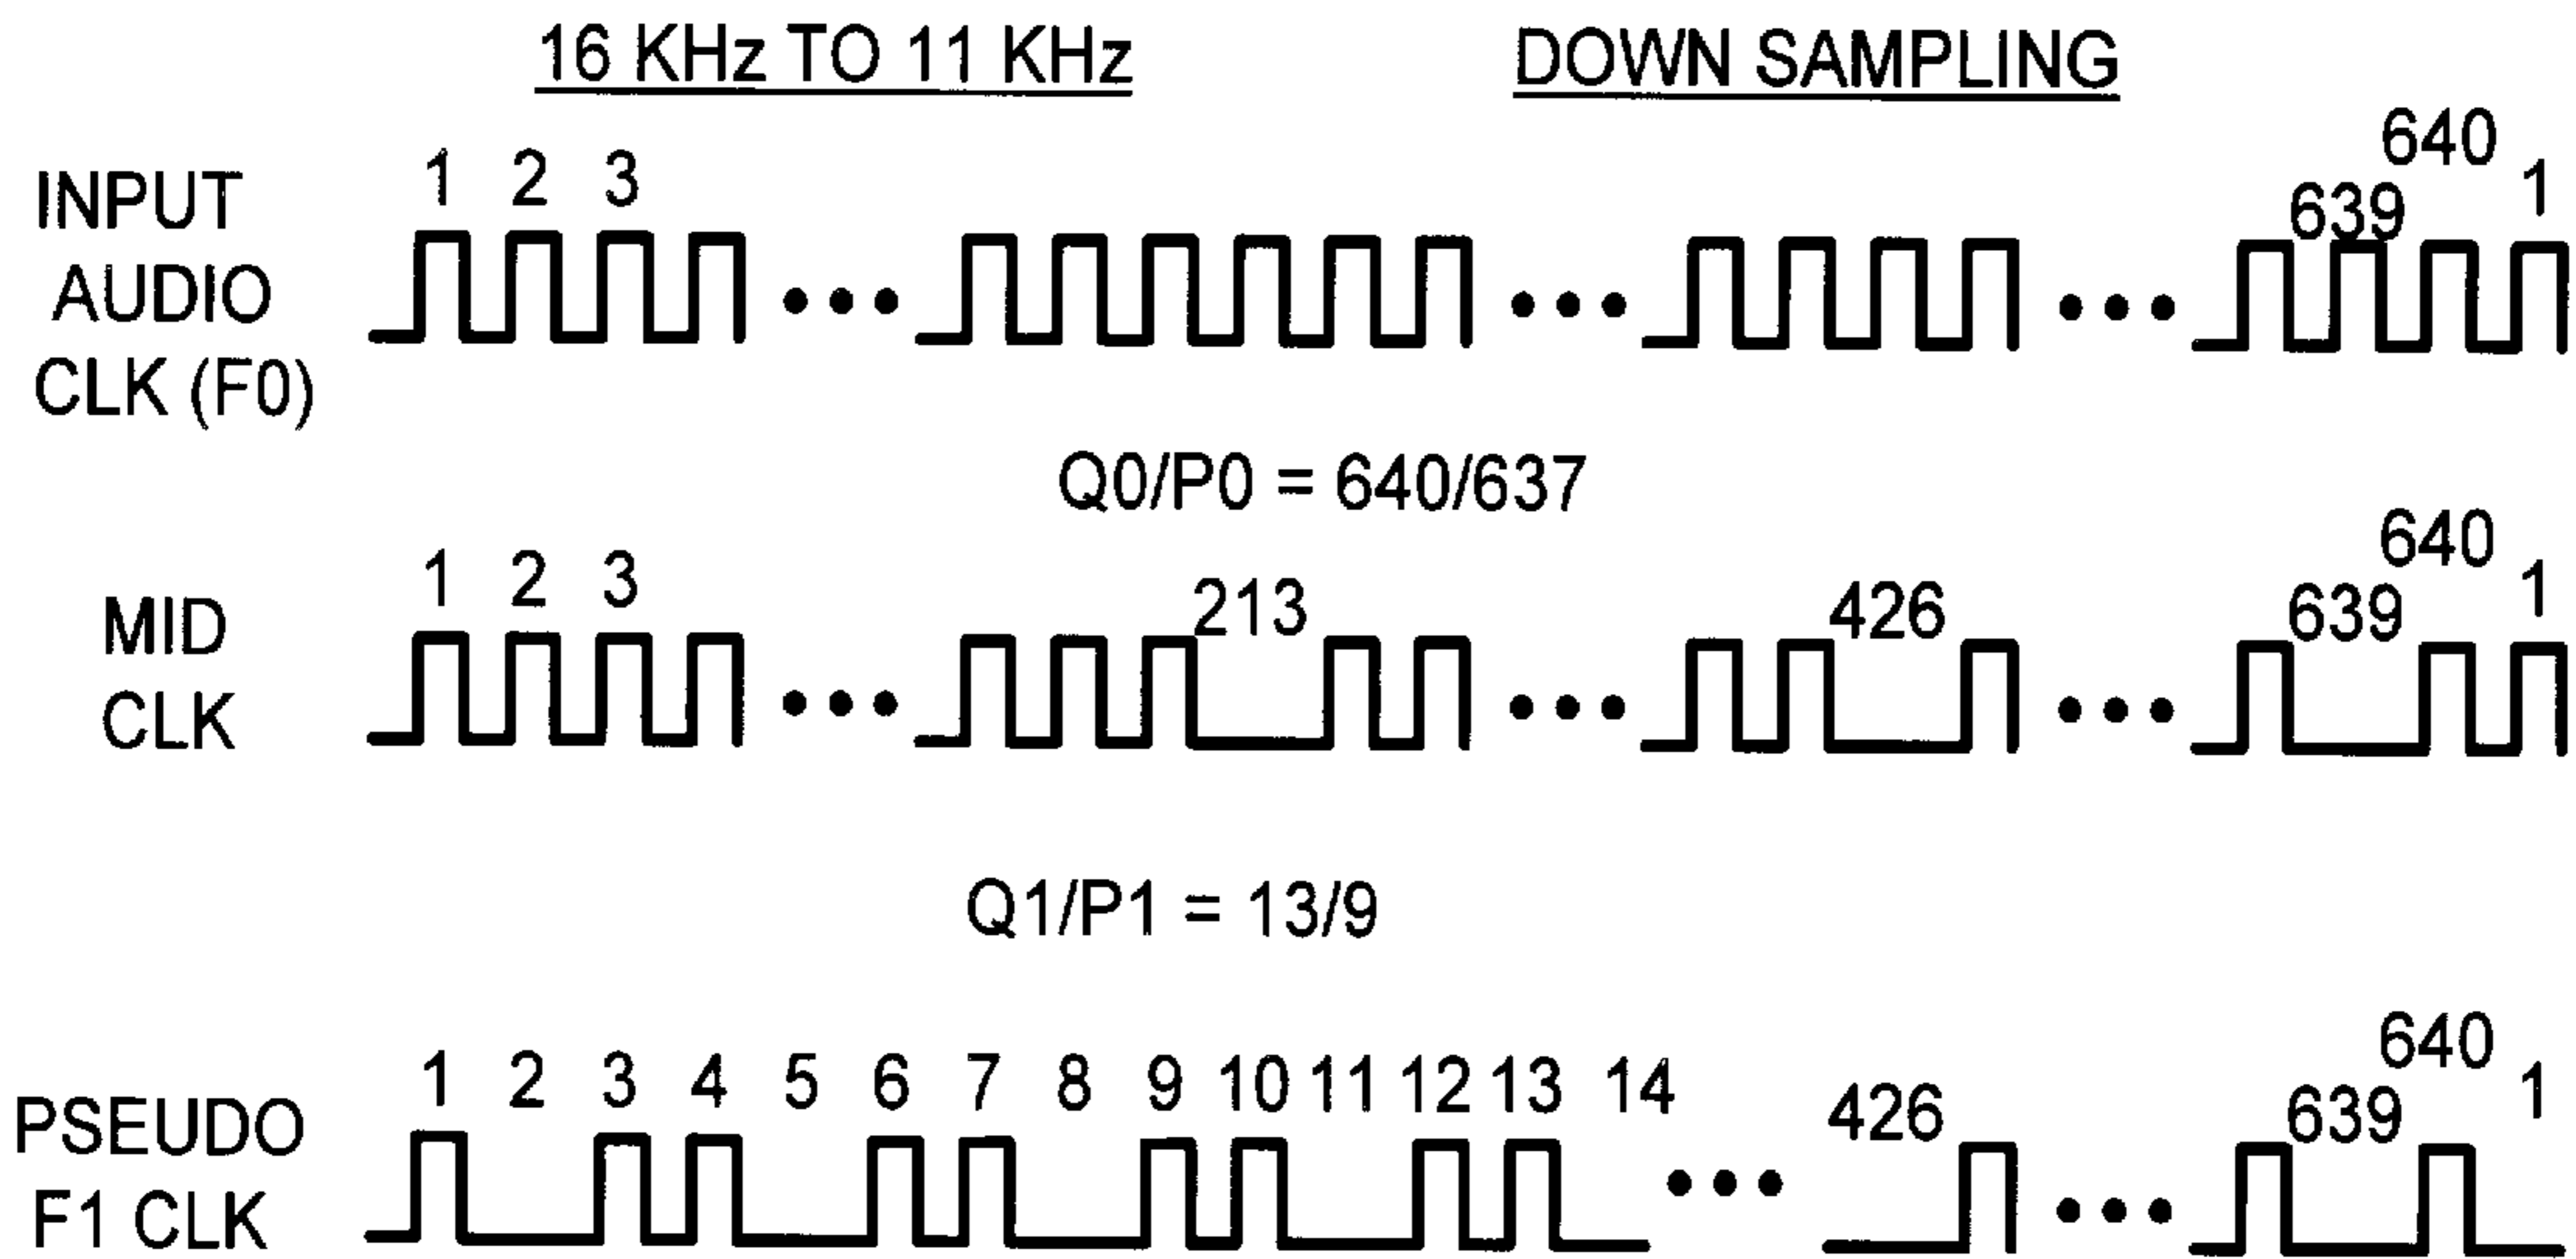 16 KHz TO 11 KHz
DOWN SAMPLING
INPUT
AUDIO
CLK (F0)
1 2 3 639 640 1
Q0/P0 = 640/637
MID
CLK
1 2 3 213 426 639 640 1
Q1/P1 = 13/9
PSEUDO
F1 CLK
1 2 3 4 5 6 7 8 9 10 11 12 13 14 426 639 640 1